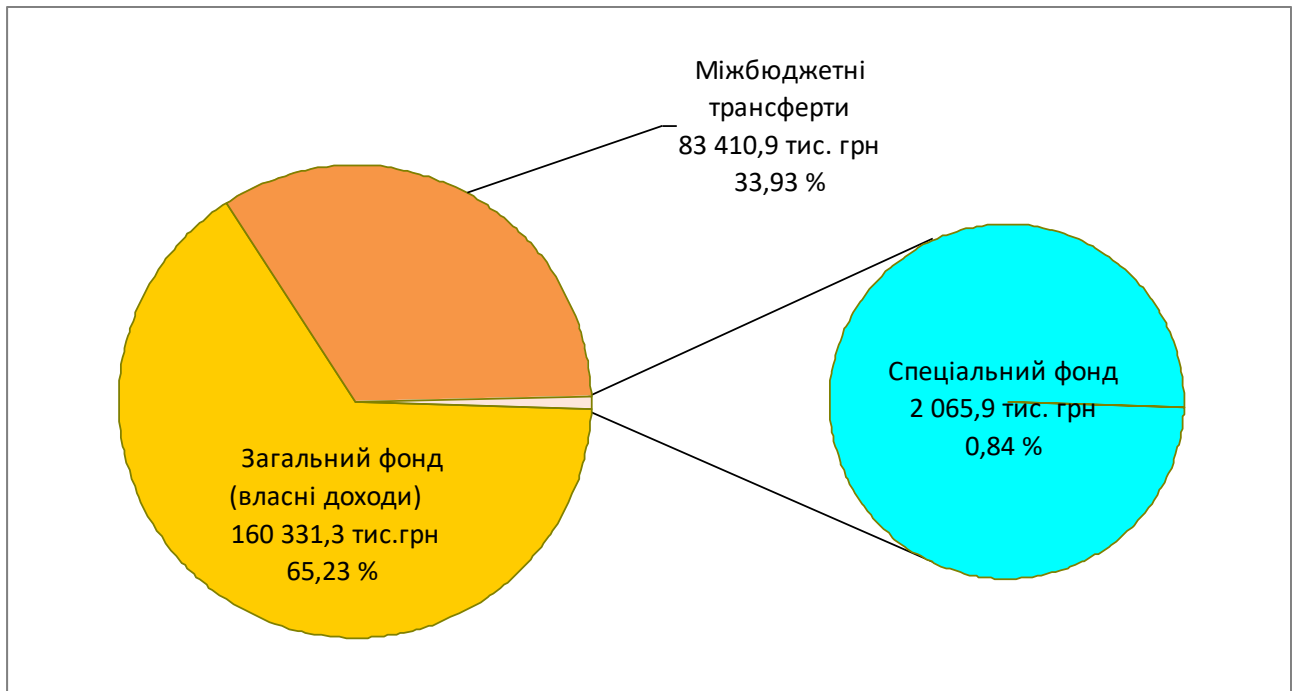 Міжбюджетні
трансферти
83 410,9 тис. грн
33,93 %
Спеціальний фонд
2 065,9 тис. грн
0,84 %
Загальний фонд
(власні доходи)
160 331,3 тис.грн
65,23 %